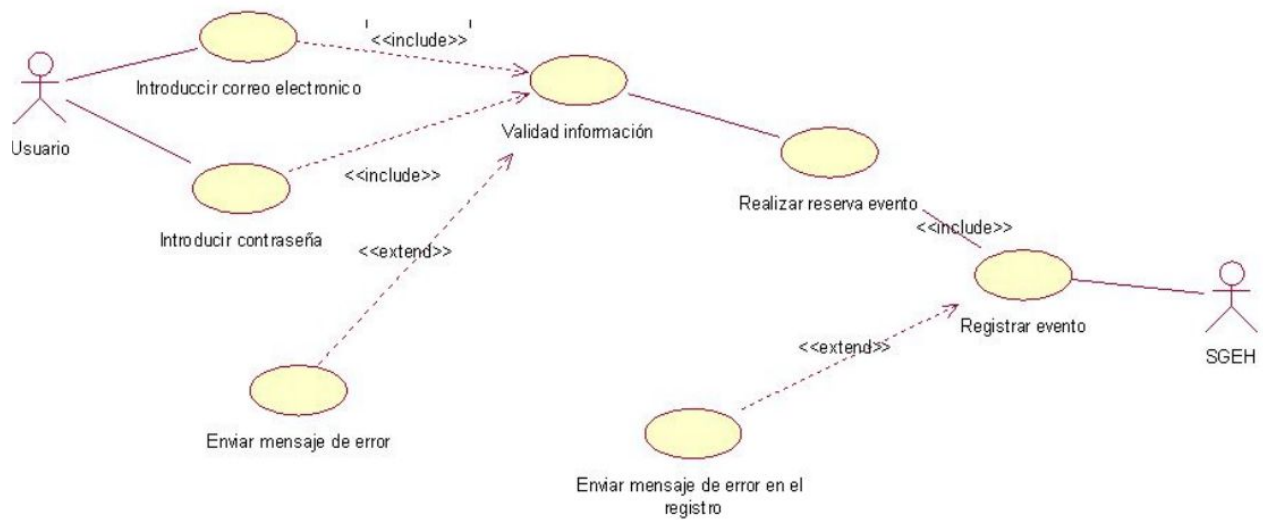 <<include>>
Introduccir correo electronico
Usuario
Validad información
<<include>>
Realizar reserva evento
Introducir contraseña
<<include>>
<<extend>>
Registrar evento
<<extend>>
SGEH
Enviar mensaje de error
Enviar mensaje de error en el
registro